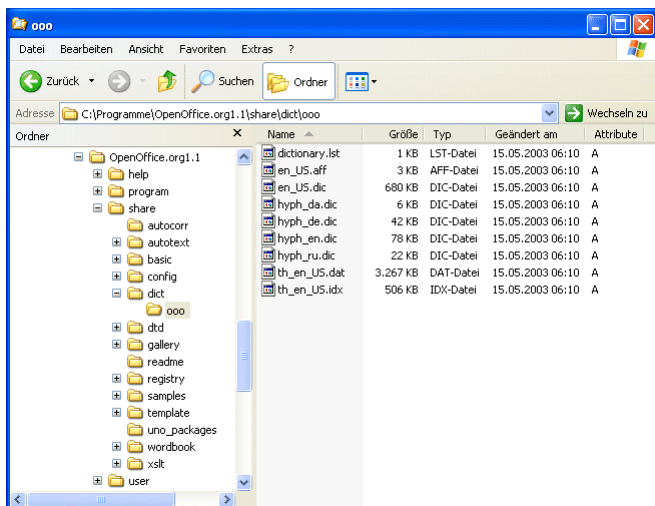 ooo
Datei Bearbeiten Ansicht Favoriten Extras ?
Zurück Suchen Ordner
Adresse C:\Programme\OpenOffice.org1.1\share\dict\ooo Wechseln zu
Ordner x
OpenOffice.org1.1
help
program
share
autocorr
autotext
basic
config
dict
ooo
dtd
gallery
readme
registry
samples
template
uno_packages
wordbook
xslt
user
Name Größe Typ Geändert am Attribute
dictionary.lst 1 KB LST-Datei 15.05.2003 06:10 A
en_US.aff 3 KB AFF-Datei 15.05.2003 06:10 A
en_US.dic 680 KB DIC-Datei 15.05.2003 06:10 A
hyph_da.dic 6 KB DIC-Datei 15.05.2003 06:10 A
hyph_de.dic 42 KB DIC-Datei 15.05.2003 06:10 A
hyph_en.dic 78 KB DIC-Datei 15.05.2003 06:10 A
hyph_ru.dic 22 KB DIC-Datei 15.05.2003 06:10 A
th_en_US.dat 3.267 KB DAT-Datei 15.05.2003 06:10 A
th_en_US.idx 506 KB IDX-Datei 15.05.2003 06:10 A